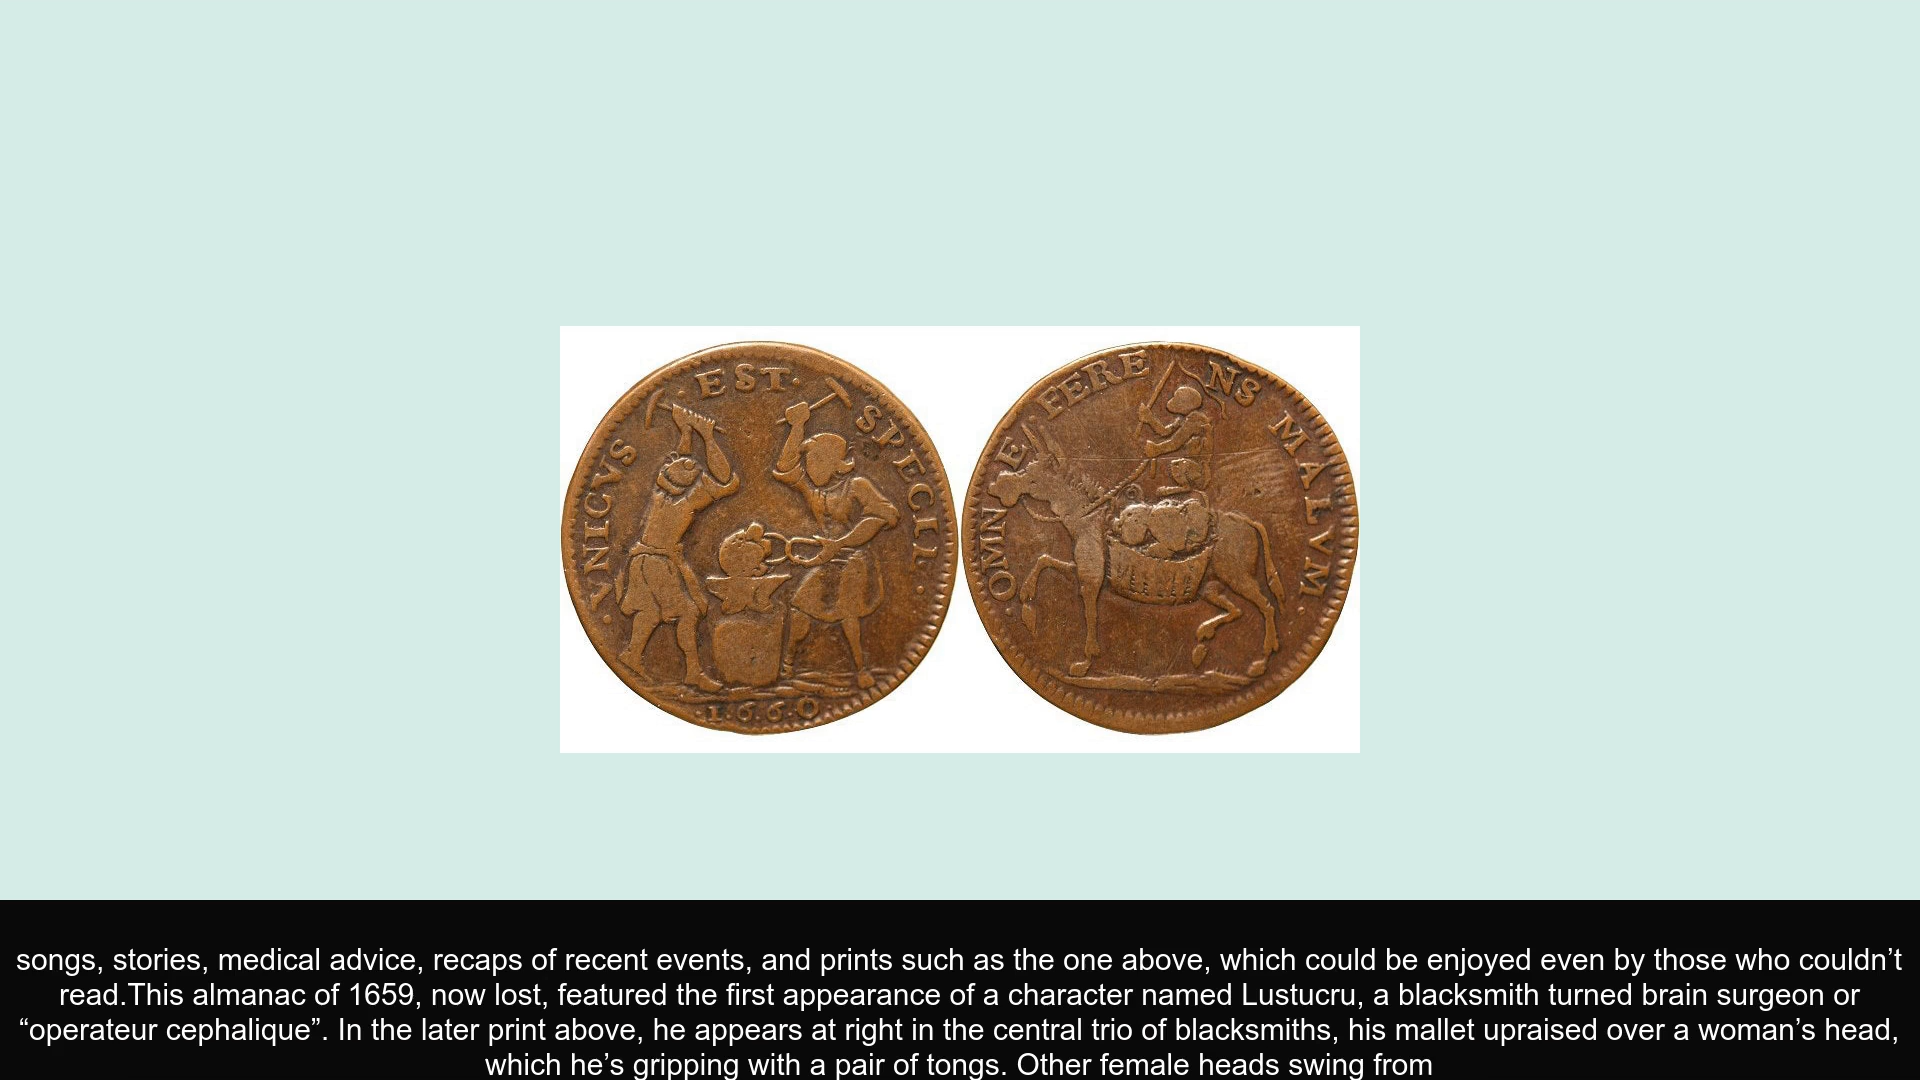 VNICVS · EST · SPECLI ·
· 1 · 6 · 6 · 0 ·
· OMNE · FERENS MALVM ·
songs, stories, medical advice, recaps of recent events, and prints such as the one above, which could be enjoyed even by those who couldn’t
read.This almanac of 1659, now lost, featured the first appearance of a character named Lustucru, a blacksmith turned brain surgeon or
“operateur cephalique”. In the later print above, he appears at right in the central trio of blacksmiths, his mallet upraised over a woman’s head,
which he’s gripping with a pair of tongs. Other female heads swing from